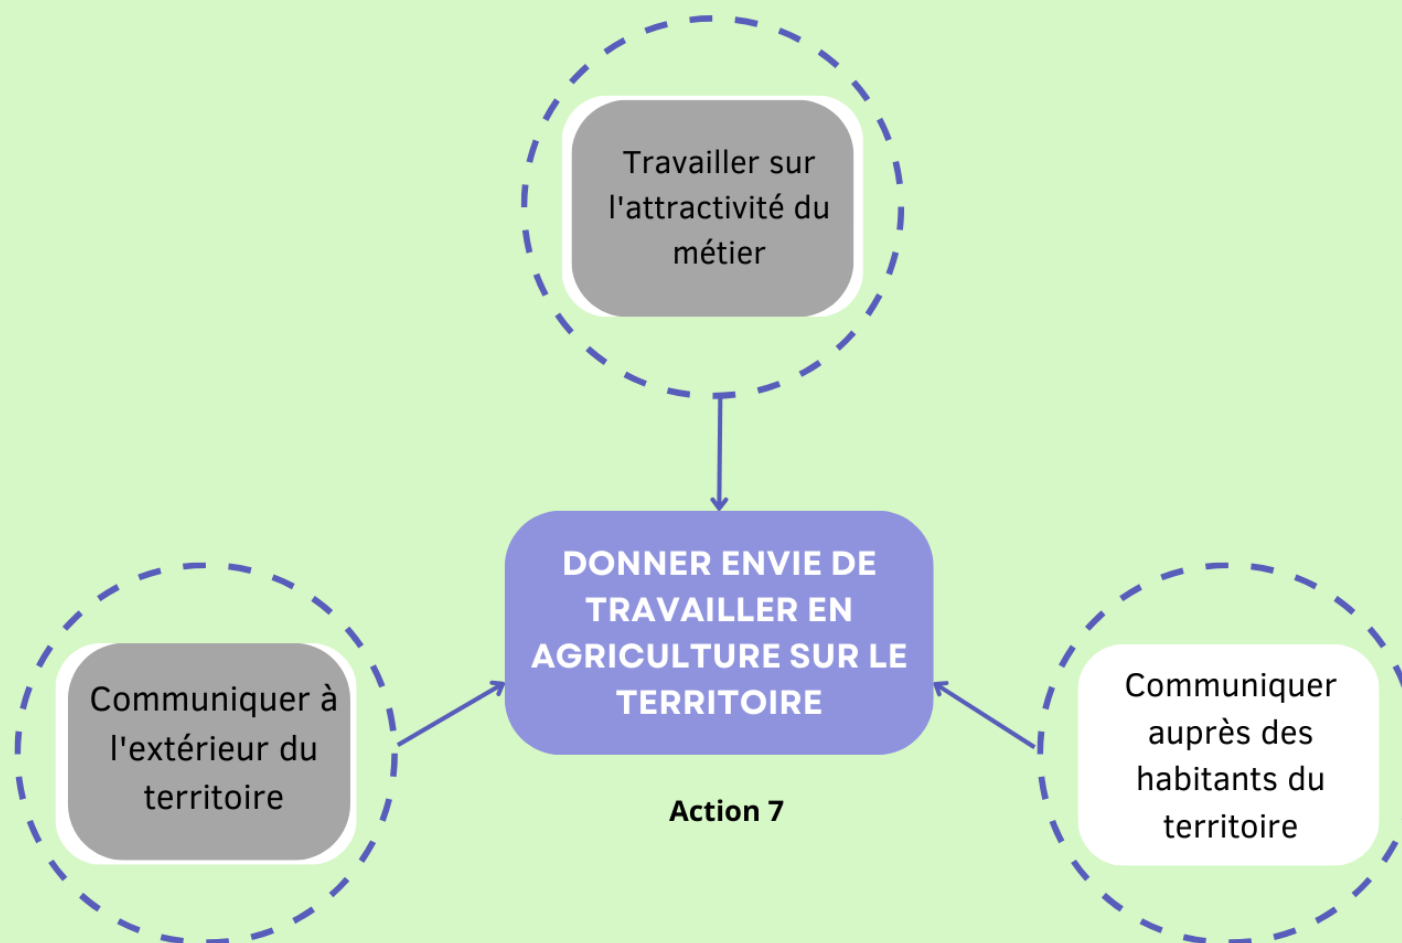 Travailler sur
l'attractivité du
métier
DONNER ENVIE DE
TRAVAILLER EN
AGRICULTURE SUR LE
TERRITOIRE
Communiquer à
l'extérieur du
territoire
Communiquer
auprès des
habitants du
territoire
Action 7